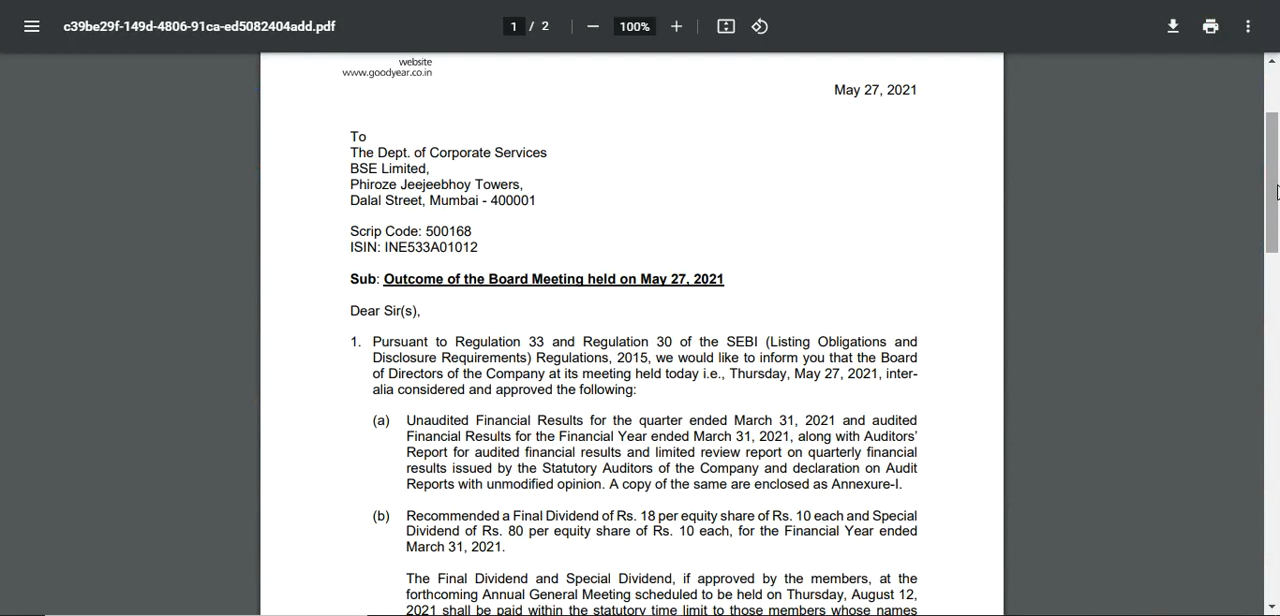 c39be29f-149d-4806-91ca-ed5082404add.pdf
1 / 2
100%
website
www.goodyear.co.in
May 27, 2021
To
The Dept. of Corporate Services
BSE Limited,
Phiroze Jeejeebhoy Towers,
Dalal Street, Mumbai - 400001
Scrip Code: 500168
ISIN: INE533A01012
Sub: Outcome of the Board Meeting held on May 27, 2021
Dear Sir(s),
1. Pursuant to Regulation 33 and Regulation 30 of the SEBI (Listing Obligations and
Disclosure Requirements) Regulations, 2015, we would like to inform you that the Board
of Directors of the Company at its meeting held today i.e., Thursday, May 27, 2021, inter-
alia considered and approved the following:
(a) Unaudited Financial Results for the quarter ended March 31, 2021 and audited
Financial Results for the Financial Year ended March 31, 2021, along with Auditors'
Report for audited financial results and limited review report on quarterly financial
results issued by the Statutory Auditors of the Company and declaration on Audit
Reports with unmodified opinion. A copy of the same are enclosed as Annexure-I.
(b) Recommended a Final Dividend of Rs. 18 per equity share of Rs. 10 each and Special
Dividend of Rs. 80 per equity share of Rs. 10 each, for the Financial Year ended
March 31, 2021.
The Final Dividend and Special Dividend, if approved by the members, at the
forthcoming Annual General Meeting scheduled to be held on Thursday, August 12,
2021 shall be paid within the statutory time limit to those members whose names